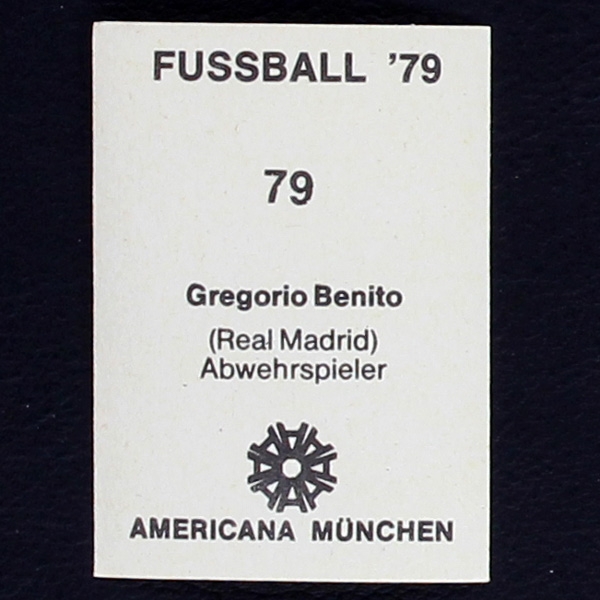 FUSSBALL ’79
79
Gregorio Benito
(Real Madrid)
Abwehrspieler
AMERICANA MÜNCHEN